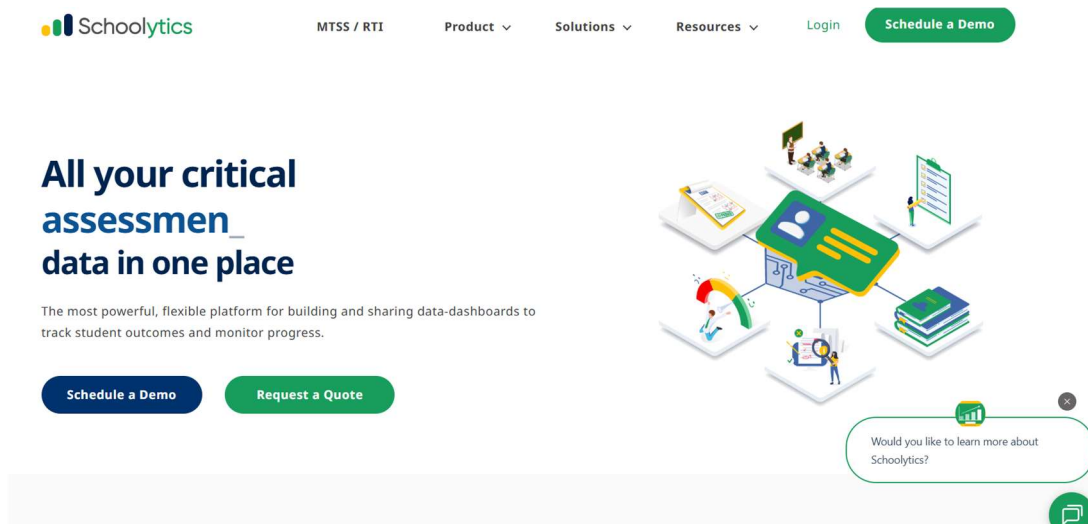 Schoolytics
MTSS / RTI
Product
Solutions
Resources
Login
Schedule a Demo
All your critical
assessmen_
data in one place
The most powerful, flexible platform for building and sharing data-dashboards to
track student outcomes and monitor progress.
Schedule a Demo
Request a Quote
Would you like to learn more about
Schoolytics?